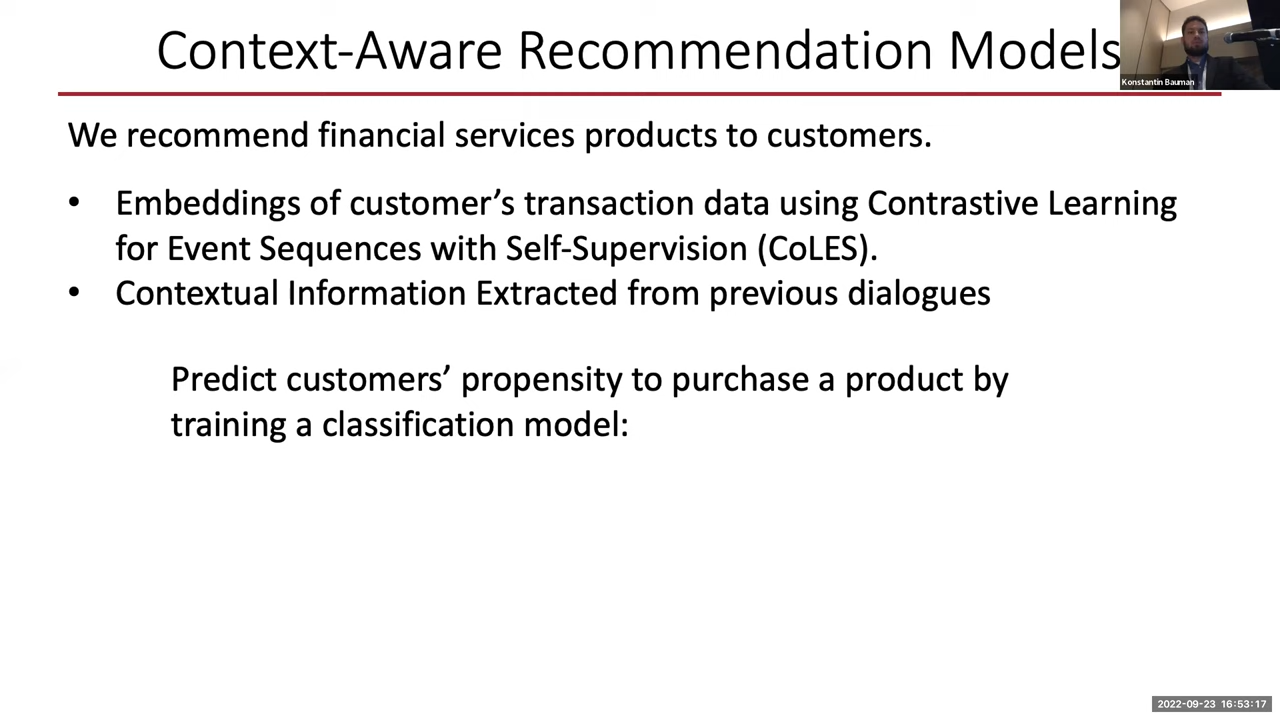 Context-Aware Recommendation Models
Konstantin Bauman
We recommend financial services products to customers.
• Embeddings of customer’s transaction data using Contrastive Learning
for Event Sequences with Self-Supervision (CoLES).
• Contextual Information Extracted from previous dialogues
Predict customers’ propensity to purchase a product by
training a classification model:
2022-09-23 16:53:17